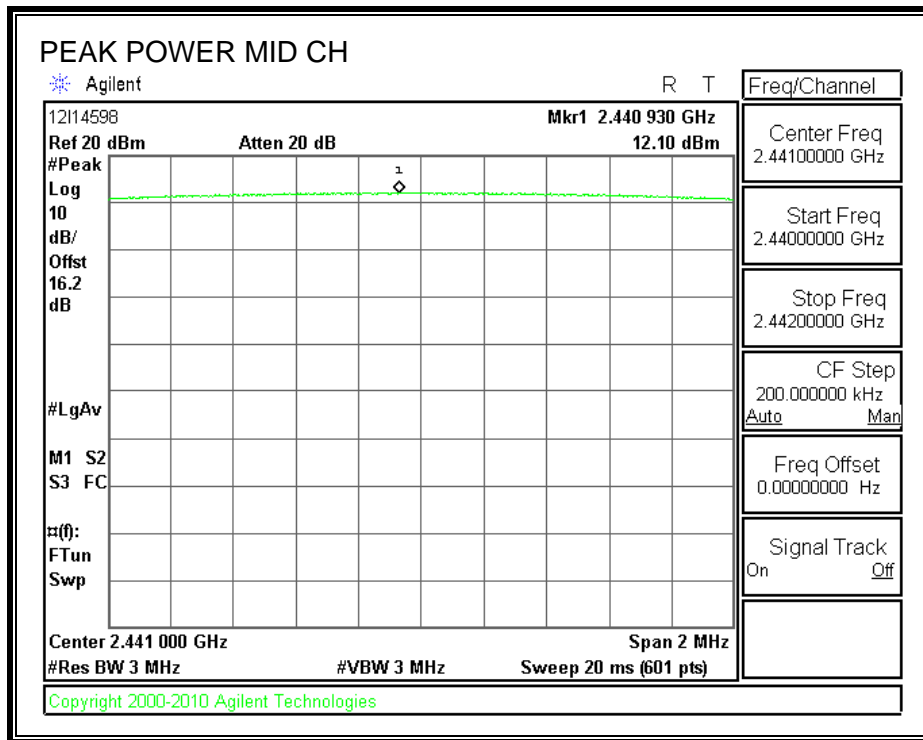 PEAK POWER MID CH
Agilent
R T
Freq/Channel
12I14598
Mkr1 2.440 930 GHz
Ref 20 dBm
Atten 20 dB
12.10 dBm
#Peak
Log
10
dB/
Offst
16.2
dB
1
#LgAv
M1 S2
S3 FC
¤(f):
FTun
Swp
Center 2.441 000 GHz
Span 2 MHz
#Res BW 3 MHz
#VBW 3 MHz
Sweep 20 ms (601 pts)
Center Freq
2.44100000 GHz
Start Freq
2.44000000 GHz
Stop Freq
2.44200000 GHz
CF Step
200.000000 kHz
Auto Man
Freq Offset
0.00000000 Hz
Signal Track
On Off
Copyright 2000-2010 Agilent Technologies